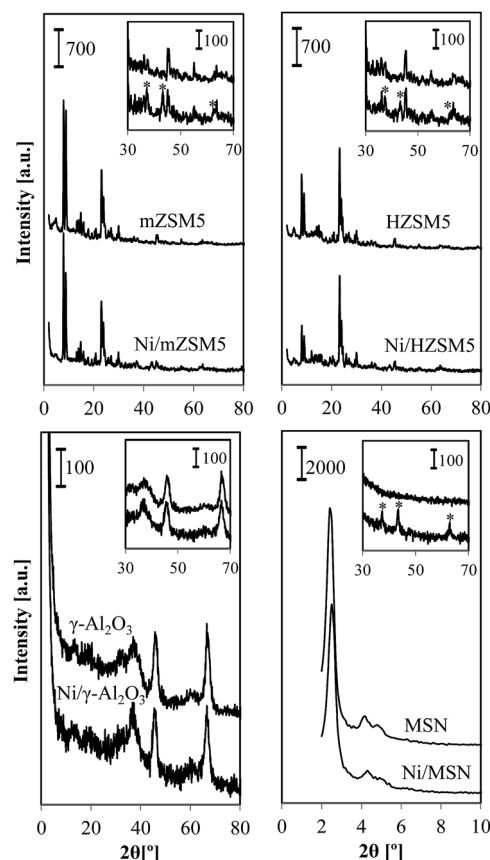 700
100
700
100
*
*
*
*
*
*
30 50 70
30 50 70
Intensity [a.u.]
mZSM5
HZSM5
Ni/mZSM5
Ni/HZSM5
0 20 40 60 80
0 20 40 60 80
100
100
2000
100
*
*
*
30 50 70
30 50 70
Intensity [a.u.]
γ-Al₂O₃
MSN
Ni/γ-Al₂O₃
Ni/MSN
0 20 40 60 80
0 2 4 6 8 10
2θ[º]
2θ [º]